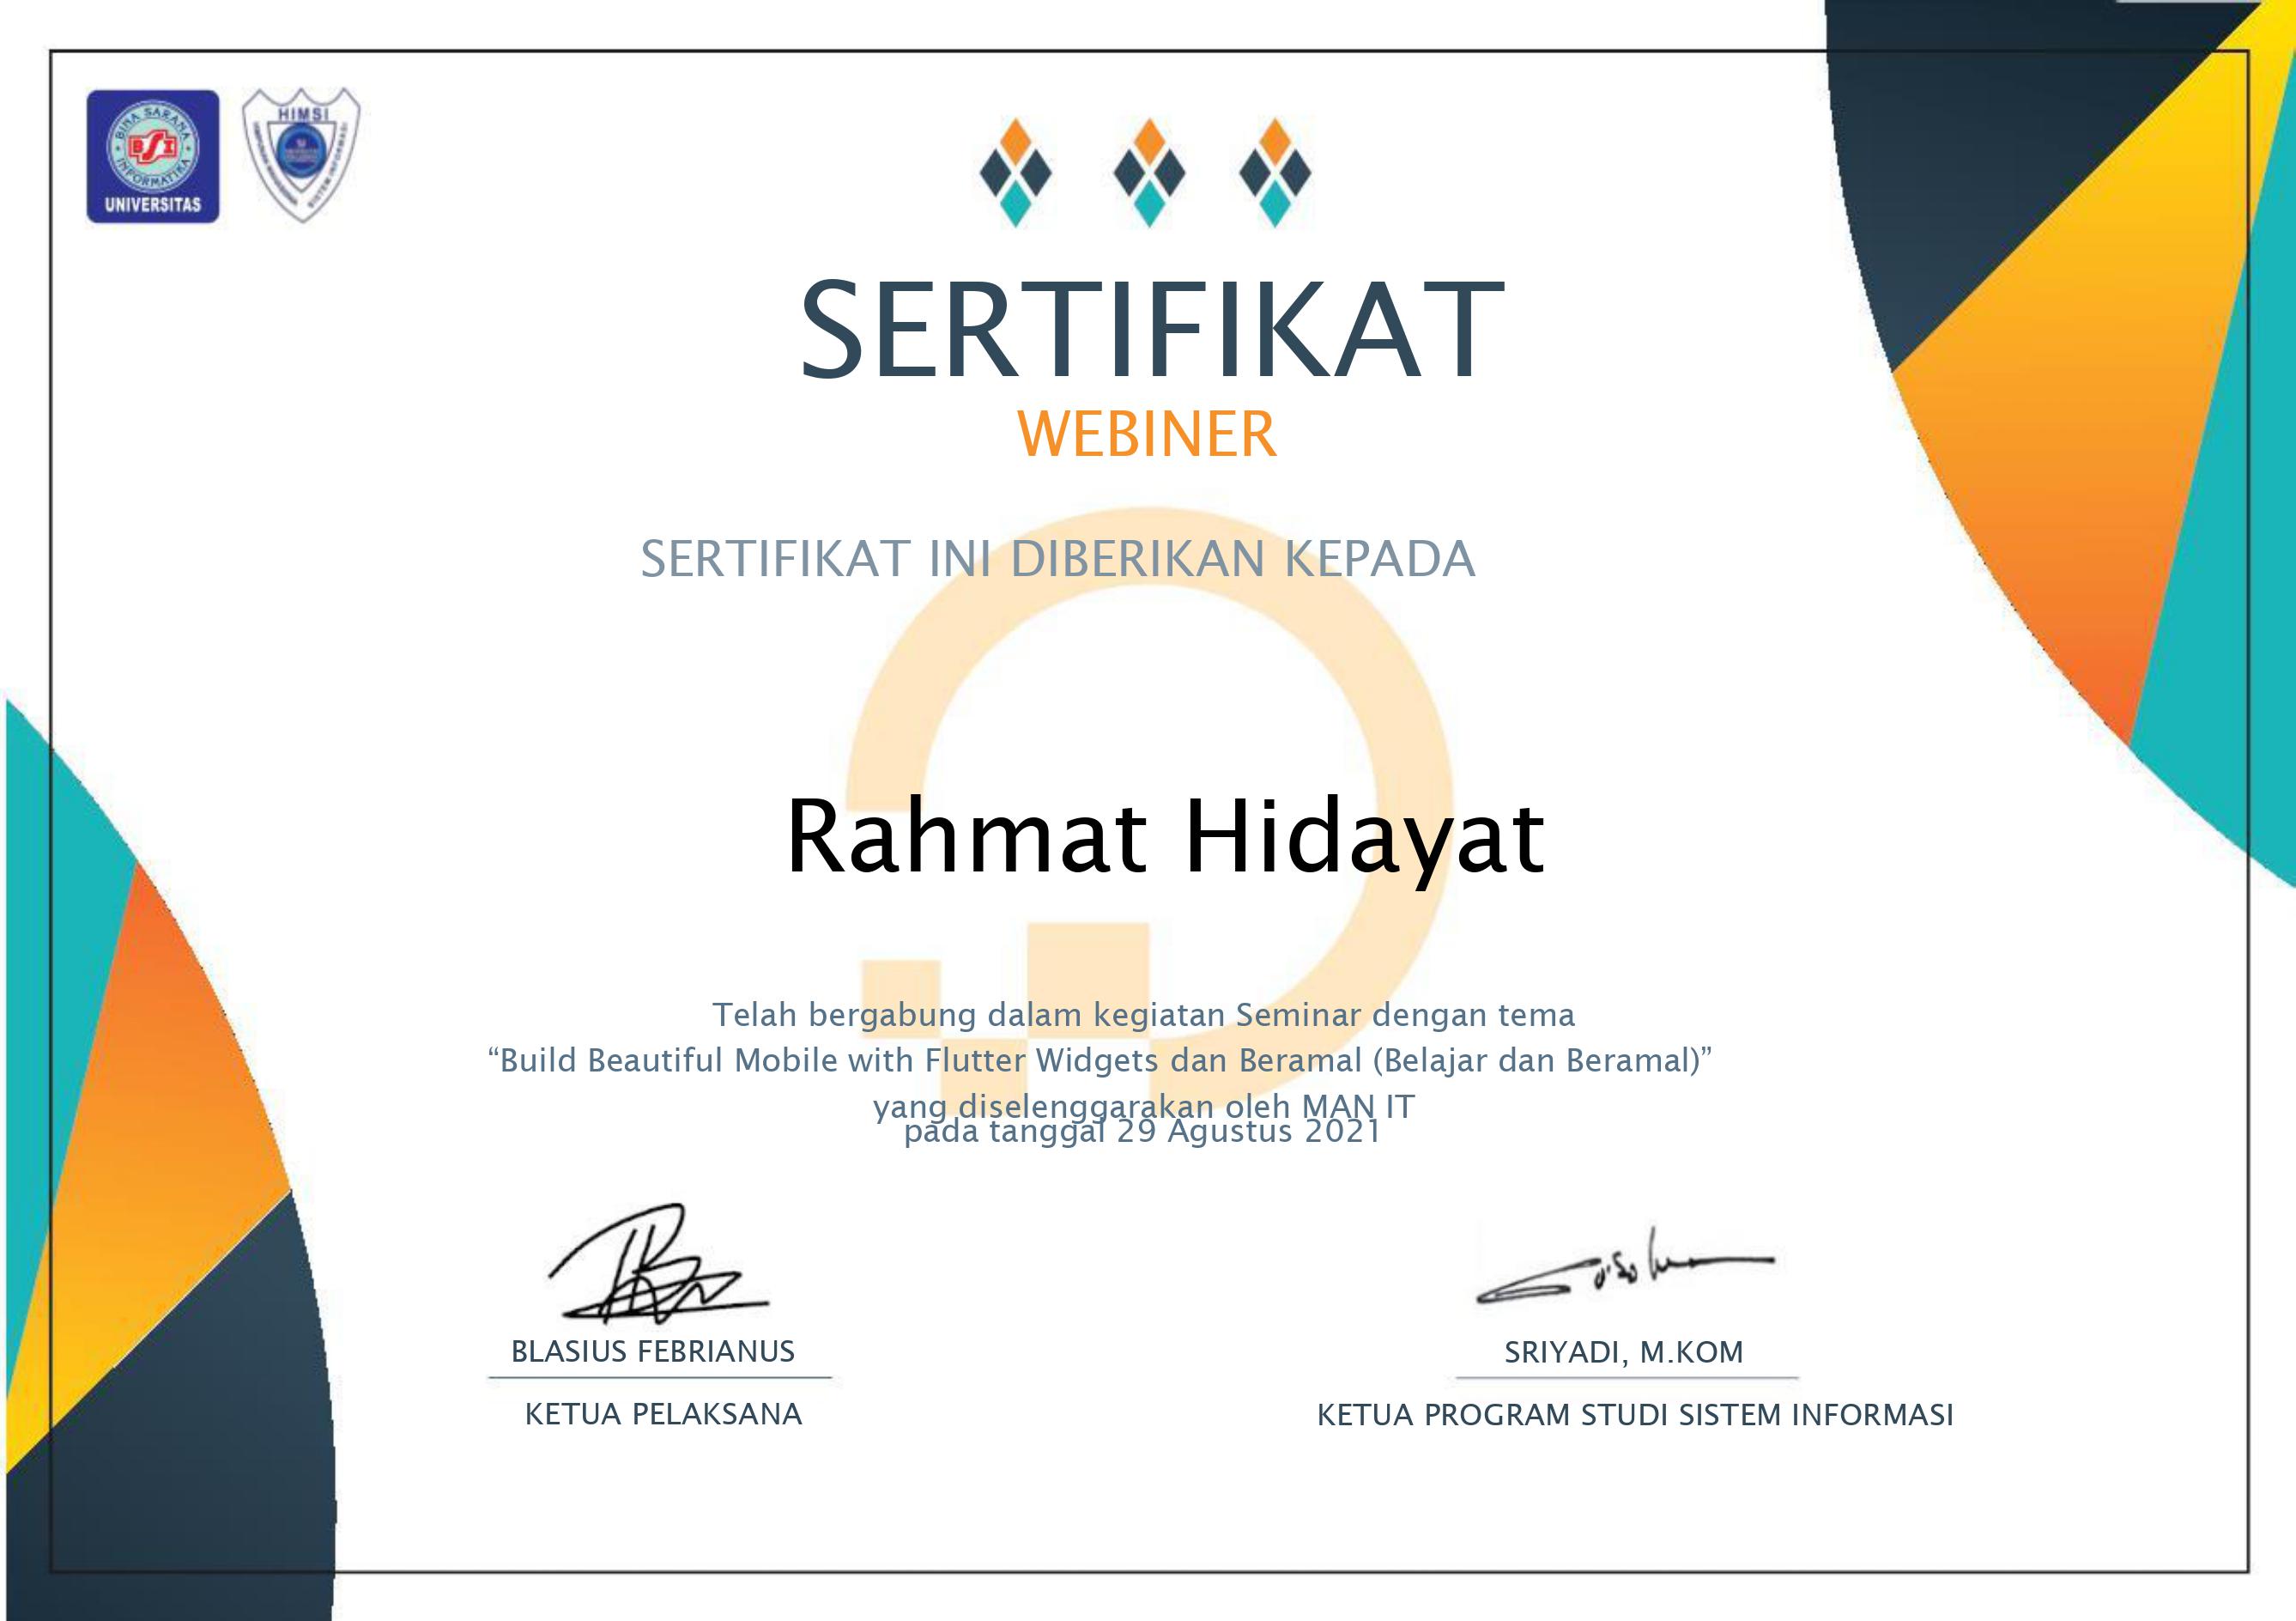 BINA SARANA
BSI
INFORMATIKA
UNIVERSITAS
HIMSI
SISTEM INFORMASI
SERTIFIKAT
WEBINER
SERTIFIKAT INI DIBERIKAN KEPADA
Rahmat Hidayat
Telah bergabung dalam kegiatan Seminar dengan tema
“Build Beautiful Mobile with Flutter Widgets dan Beramal (Belajar dan Beramal)”
yang diselenggarakan oleh MAN IT
pada tanggal 29 Agustus 2021
BLASIUS FEBRIANUS
SRIYADI, M.KOM
KETUA PELAKSANA
KETUA PROGRAM STUDI SISTEM INFORMASI